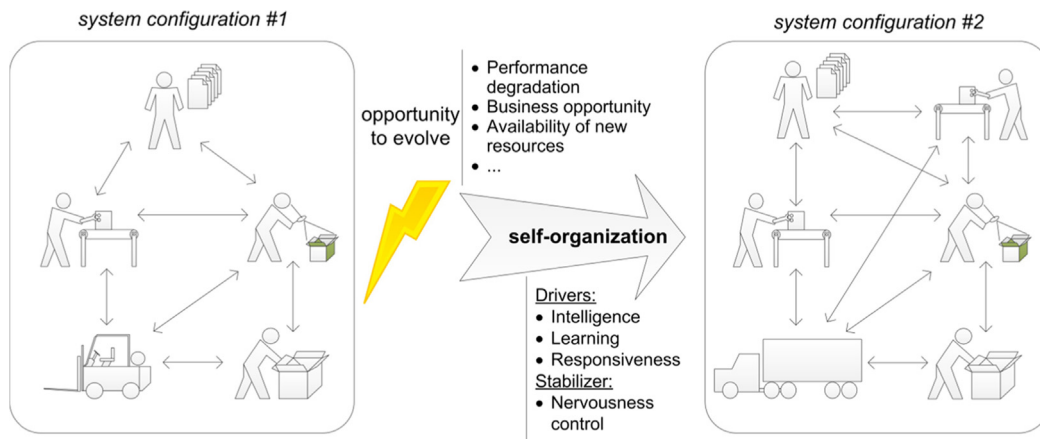 system configuration #1
opportunity
to evolve
• Performance
degradation
• Business opportunity
• Availability of new
resources
• ...
self-organization
Drivers:
• Intelligence
• Learning
• Responsiveness
Stabilizer:
• Nervousness
control
system configuration #2